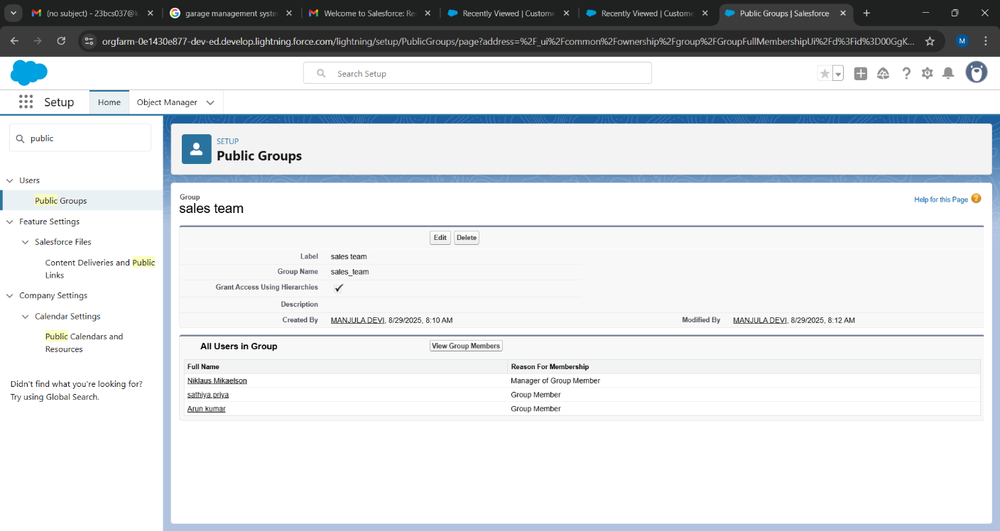 (no subject) - 23bcs037@k
garage management syste
Welcome to Salesforce: Re
Recently Viewed | Custome
Recently Viewed | Custome
Public Groups | Salesforce
orgfarm-0e1430e877-dev-ed.develop.lightning.force.com/lightning/setup/PublicGroups/page?address=%2F_ui%2Fcommon%2Fownership%2Fgroup%2FGroupFullMembershipUi%2Fd%3Fid%3D00GgK...
M
Search Setup
Setup
Home
Object Manager
public
Users
Public Groups
Feature Settings
Salesforce Files
Content Deliveries and Public
Links
Company Settings
Calendar Settings
Public Calendars and
Resources
Didn't find what you're looking for?
Try using Global Search.
SETUP
Public Groups
Group
sales team
Help for this Page
Edit Delete
Label sales team
Group Name sales_team
Grant Access Using Hierarchies
Description
Created By MANJULA DEVI, 8/29/2025, 8:10 AM Modified By MANJULA DEVI, 8/29/2025, 8:12 AM
All Users in Group View Group Members
Full Name Reason For Membership
Niklaus Mikaelson Manager of Group Member
sathiya priya Group Member
Arun kumar Group Member